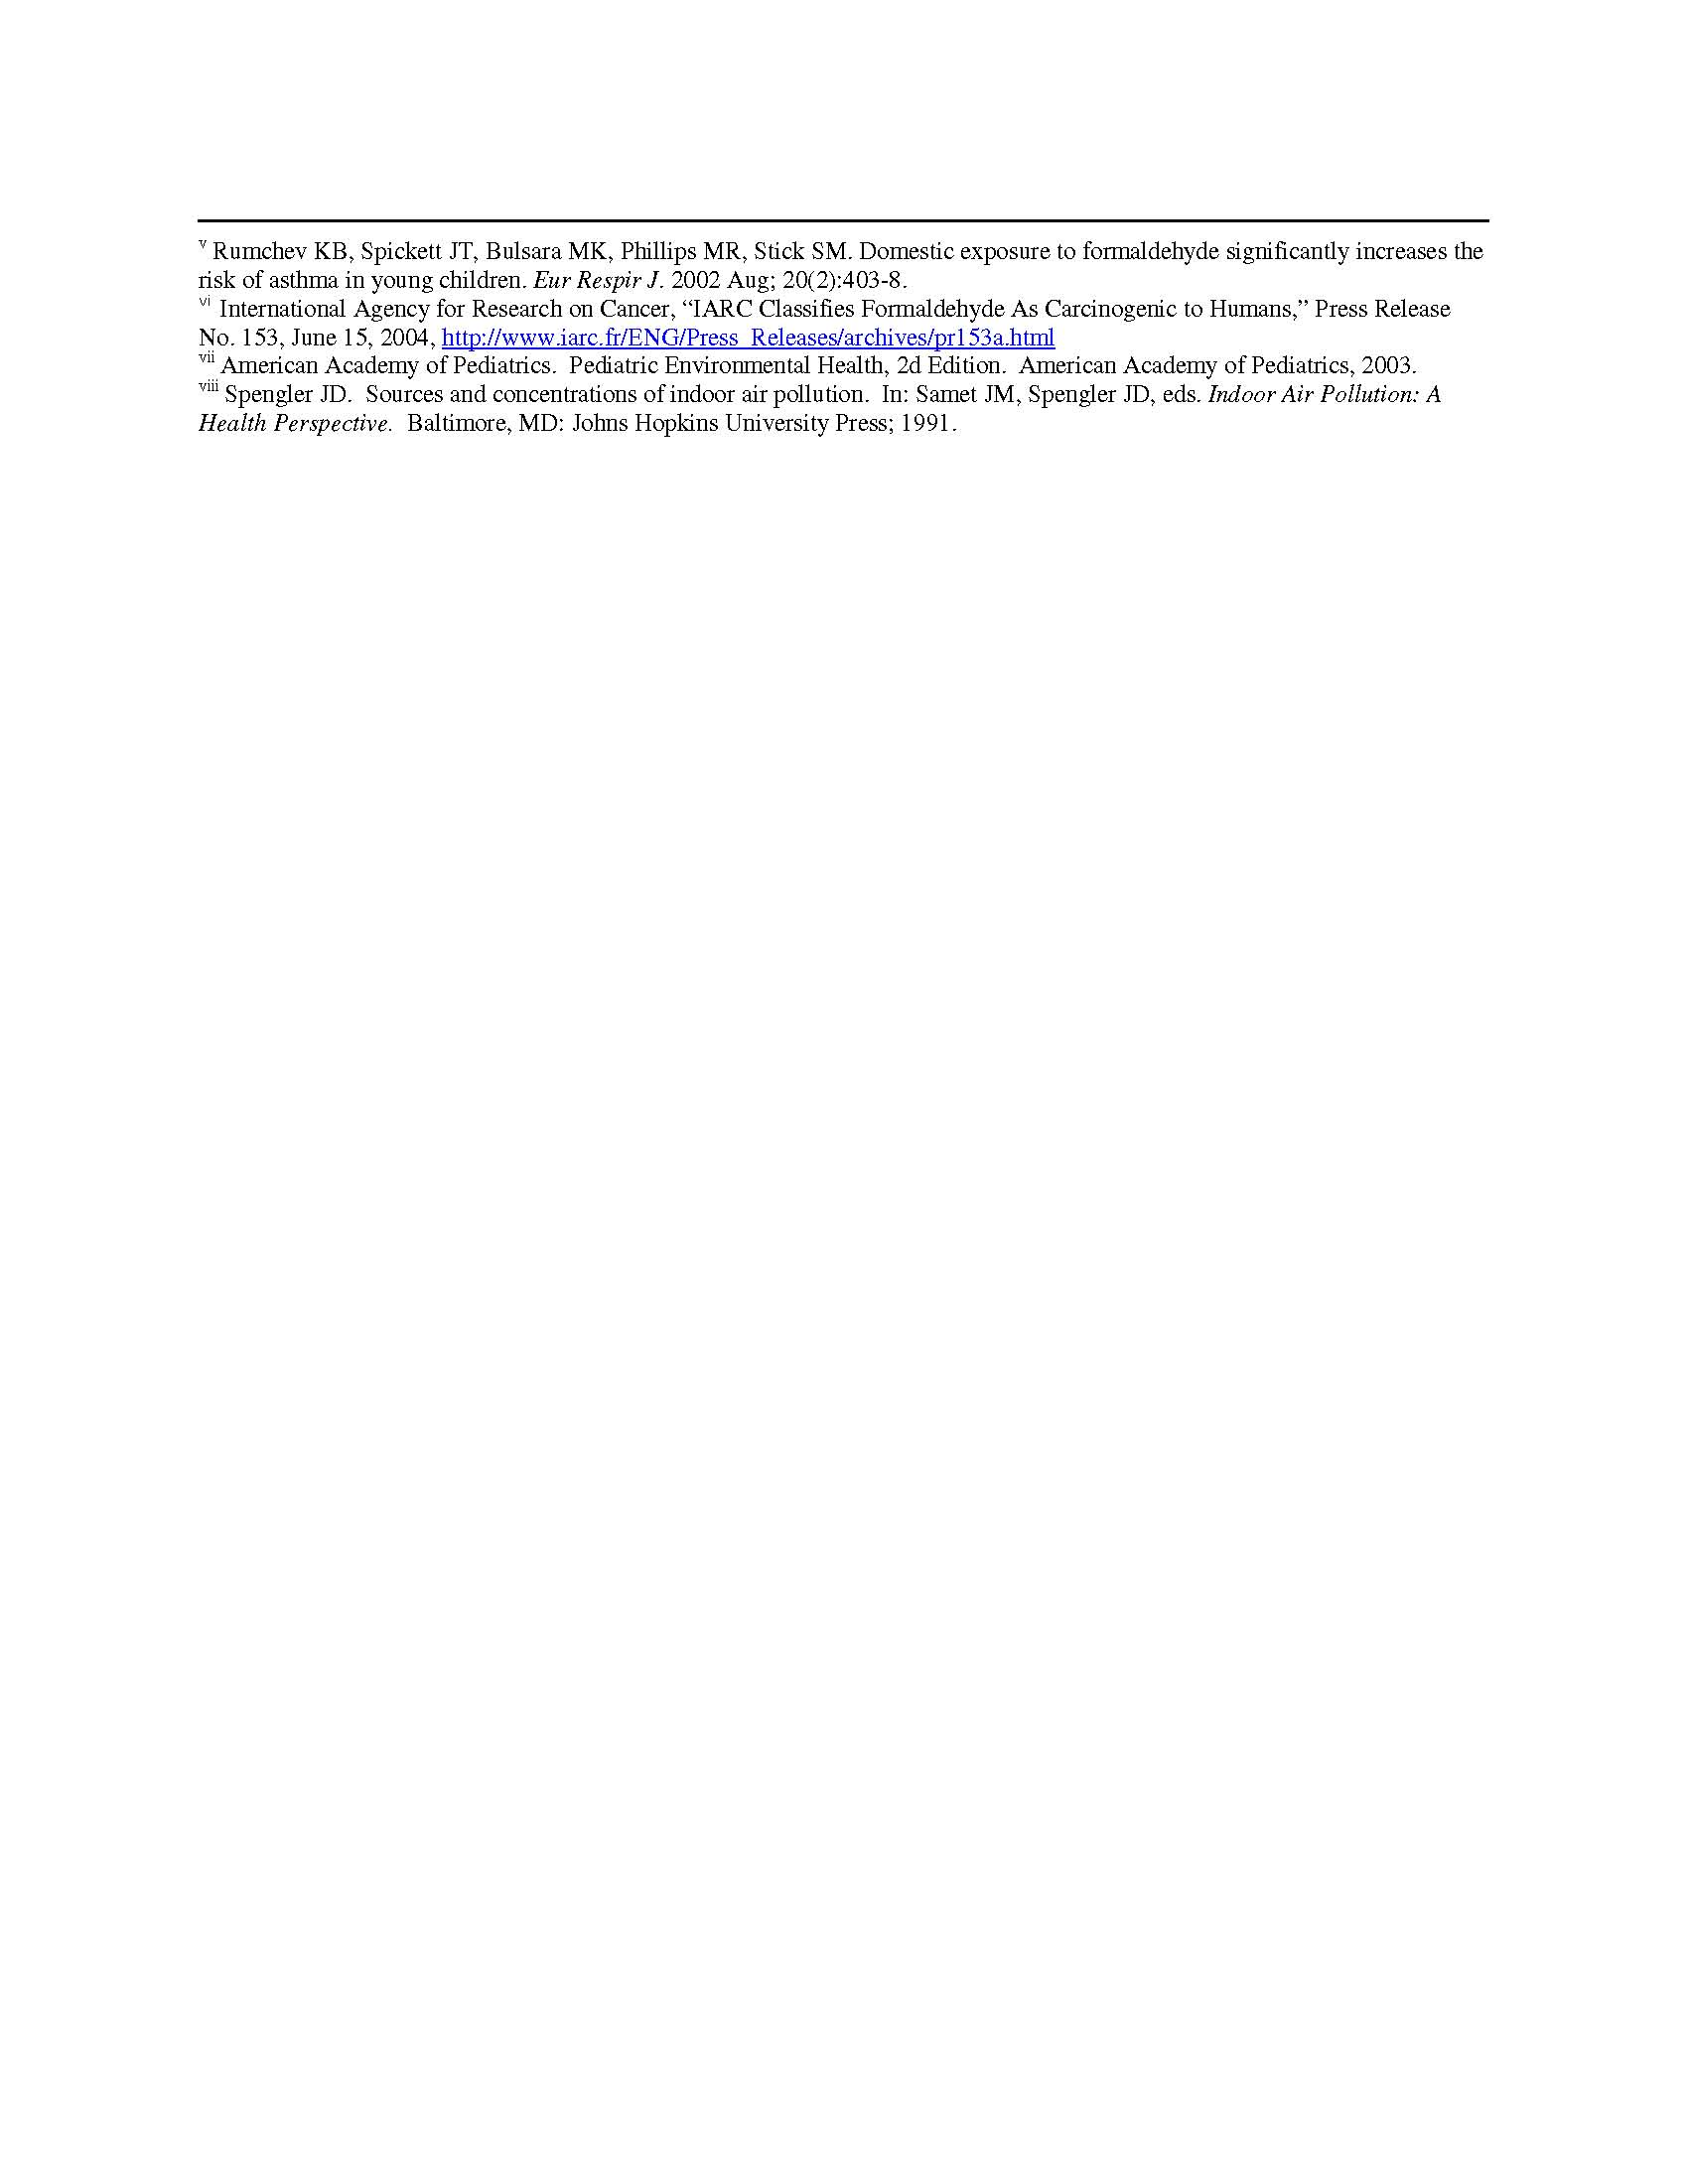 v Rumchev KB, Spickett JT, Bulsara MK, Phillips MR, Stick SM. Domestic exposure to formaldehyde significantly increases the
risk of asthma in young children. Eur Respir J. 2002 Aug; 20(2):403-8.
vi International Agency for Research on Cancer, “IARC Classifies Formaldehyde As Carcinogenic to Humans,” Press Release
No. 153, June 15, 2004, http://www.iarc.fr/ENG/Press_Releases/archives/pr153a.html
vii American Academy of Pediatrics.  Pediatric Environmental Health, 2d Edition.  American Academy of Pediatrics, 2003.
viii Spengler JD.  Sources and concentrations of indoor air pollution.  In: Samet JM, Spengler JD, eds. Indoor Air Pollution: A
Health Perspective.  Baltimore, MD: Johns Hopkins University Press; 1991.